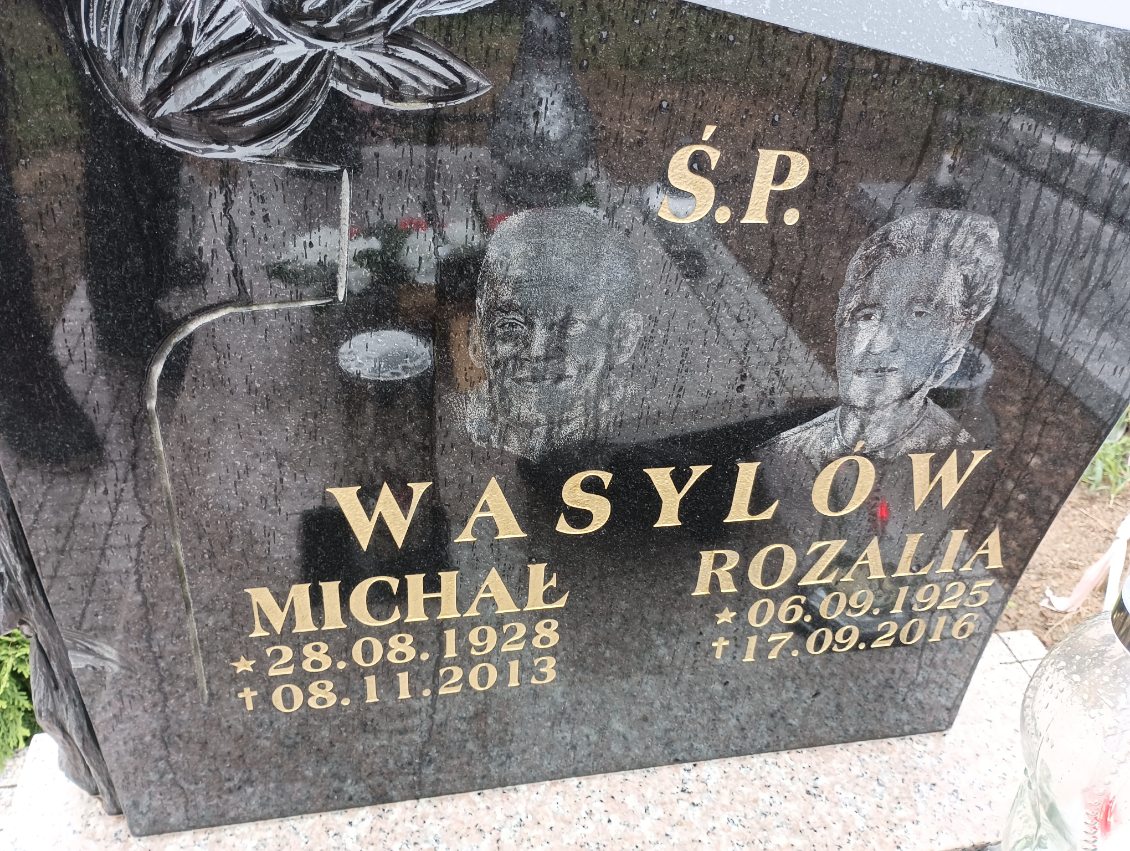 Ś.P.
WASYLÓW
MICHAŁ
★28.08.1928
✝08.11.2013
ROZALIA
★06.09.1925
✝17.09.2016